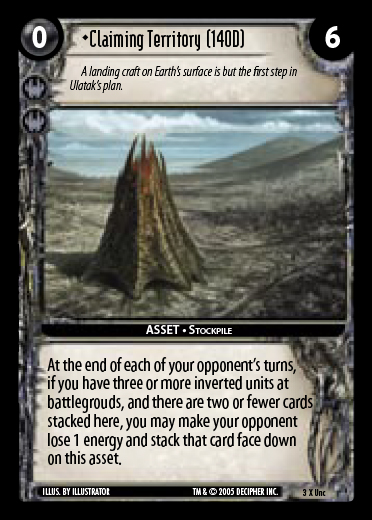 0
•Claiming Territory (140D)
6
A landing craft on Earth's surface is but the first step in
Ulatak's plan.
ASSET • STOCKPILE
At the end of each of your opponent's turns,
if you have three or more inverted units at
battlegrouds, and there are two or fewer cards
stacked here, you may make your opponent
lose 1 energy and stack that card face down
on this asset.
ILLUS. BY ILLUSTRATOR
TM & © 2005 DECIPHER INC.
3 X Unc